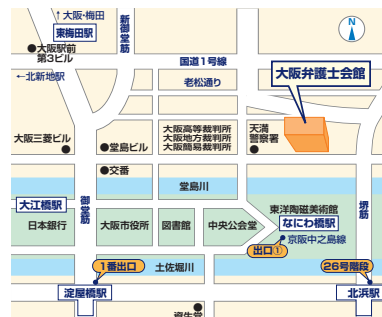 ↑大阪・梅田
東梅田駅
新御堂筋
N
大阪駅前
第3ビル
国道1号線
←北新地駅
老松通り
大阪弁護士会館
大阪三菱ビル
堂島ビル
大阪高等裁判所
大阪地方裁判所
大阪簡易裁判所
天満
警察署
交番
堂島川
大江橋駅
御堂筋
東洋陶磁美術館
なにわ橋駅
堺筋
日本銀行
大阪市役所
図書館
中央公会堂
京阪中之島線
出口①
1番出口
土佐堀川
26号階段
淀屋橋駅
北浜駅
資生堂